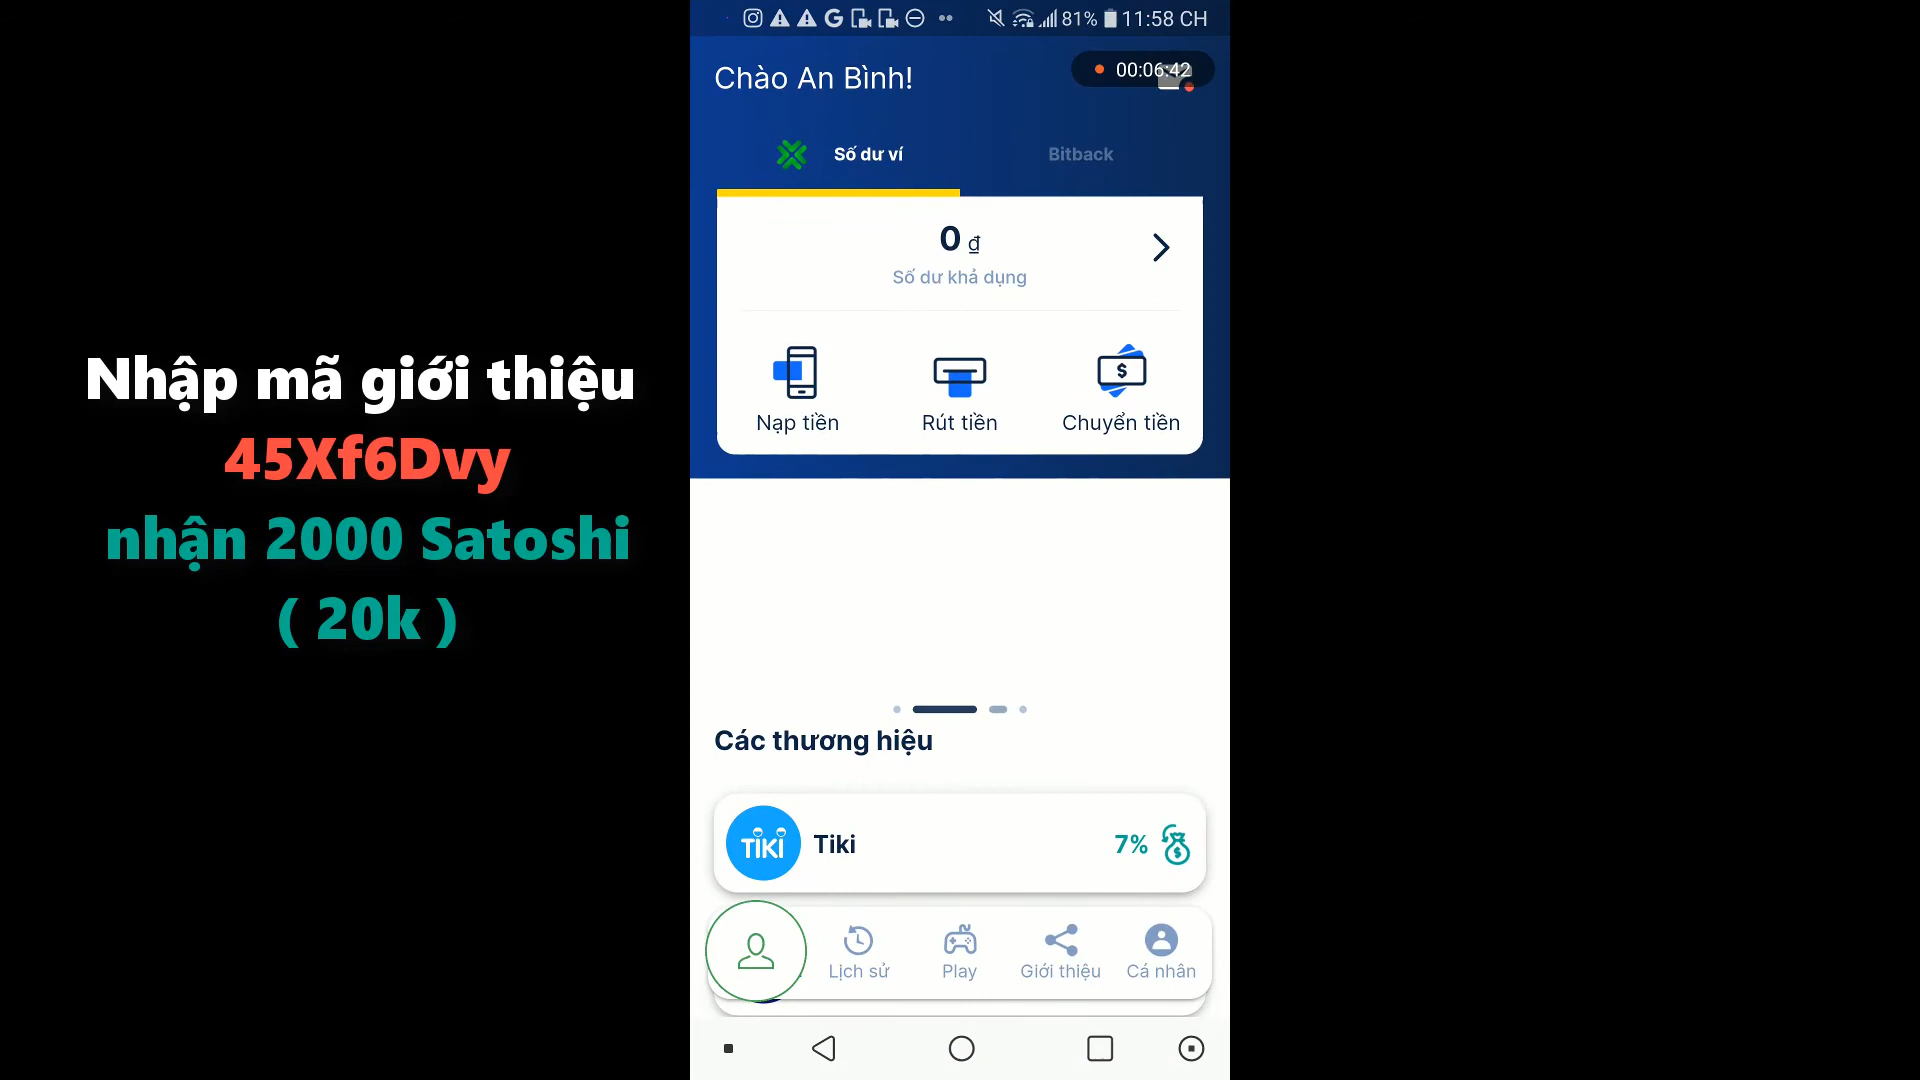 81% 11:58 CH
Chào An Bình!
00:06:42
Số dư ví
Bitback
0 đ
Số dư khả dụng
Nạp tiền
Rút tiền
Chuyển tiền
Nhập mã giới thiệu
45Xf6Dvy
nhận 2000 Satoshi
( 20k )
Các thương hiệu
TIKI
Tiki
7%
Lịch sử
Play
Giới thiệu
Cá nhân